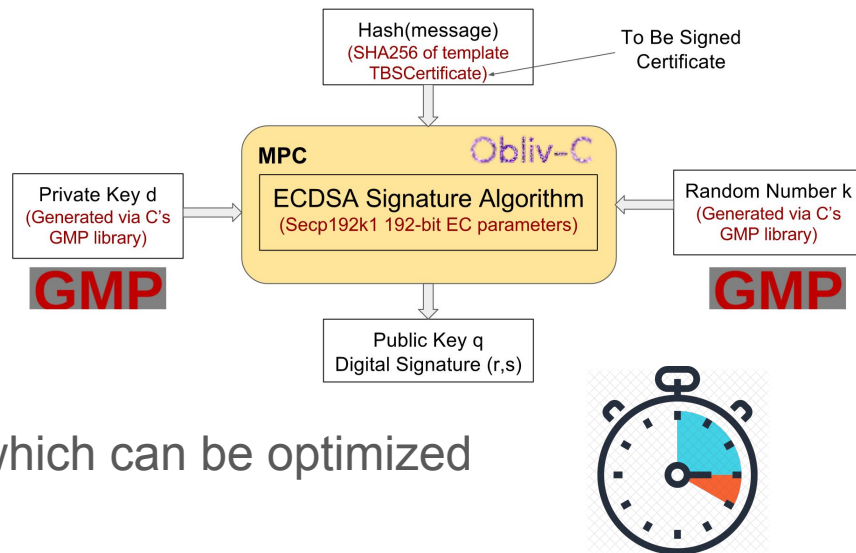 Hash(message)
(SHA256 of template
TBSCertificate)
To Be Signed
Certificate
MPC
Obliv-C
ECDSA Signature Algorithm
(Secp192k1 192-bit EC parameters)
Private Key d
(Generated via C's
GMP library)
GMP
Random Number k
(Generated via C's
GMP library)
GMP
Public Key q
Digital Signature (r,s)
which can be optimized